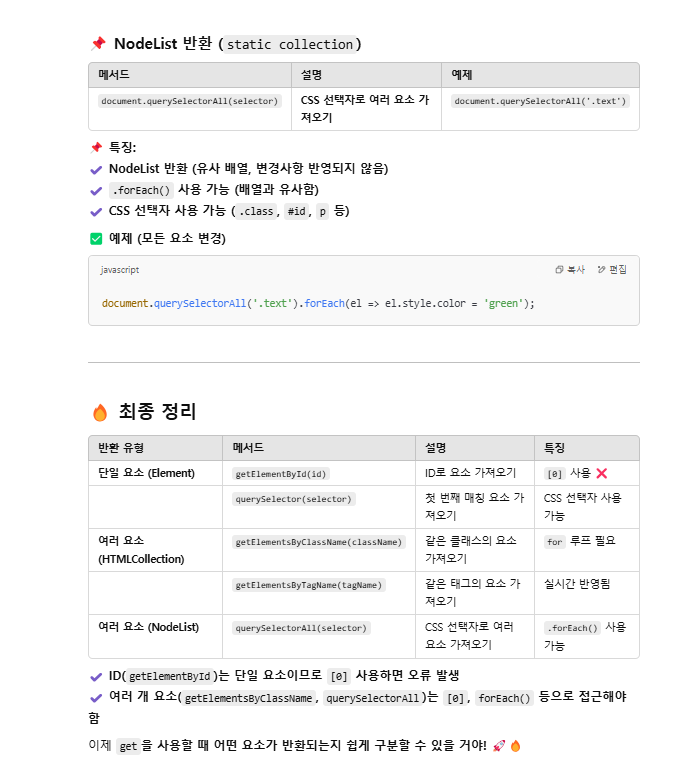 📌 NodeList 반환 (static collection)
메서드 설명 예제
document.querySelectorAll(selector) CSS 선택자로 여러 요소 가 document.querySelectorAll('.text')
져오기
📌 특징:
✔ NodeList 반환 (유사 배열, 변경사항 반영되지 않음)
✔ .forEach() 사용 가능 (배열과 유사함)
✔ CSS 선택자 사용 가능 (.class, #id, p 등)
✅ 예제 (모든 요소 변경)
javascript 복사 편집
document.querySelectorAll('.text').forEach(el => el.style.color = 'green');
🔥 최종 정리
반환 유형 메서드 설명 특징
단일 요소 (Element) getElementById(id) ID로 요소 가져오기 [0] 사용 ❌
querySelector(selector) 첫 번째 매칭 요소 가 CSS 선택자 사용
져오기 가능
여러 요소 getElementsByClassName(className) 같은 클래스의 요소 for 루프 필요
(HTMLCollection) 가져오기
getElementsByTagName(tagName) 같은 태그의 요소 가 실시간 반영됨
져오기
여러 요소 (NodeList) querySelectorAll(selector) CSS 선택자로 여러 .forEach() 사용
요소 가져오기 가능
✔ ID(getElementById)는 단일 요소이므로 [0] 사용하면 오류 발생
✔ 여러 개 요소(getElementsByClassName, querySelectorAll)는 [0], forEach() 등으로 접근해야
함
이제 get을 사용할 때 어떤 요소가 반환되는지 쉽게 구분할 수 있을 거야! 🚀🔥